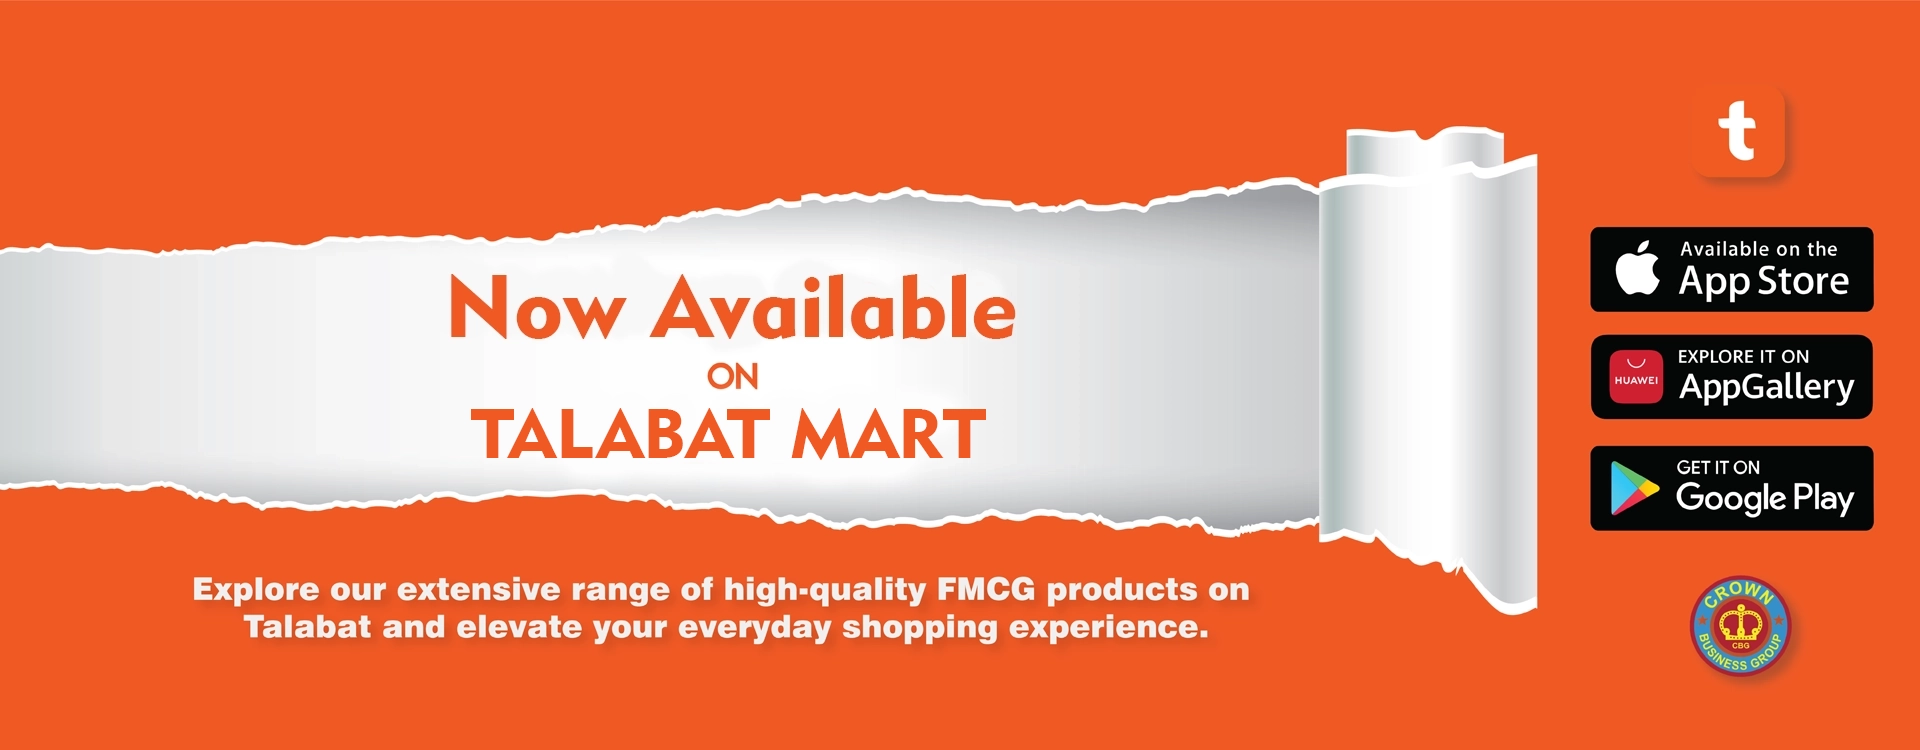 Now Available
ON
TALABAT MART
Explore our extensive range of high-quality FMCG products on
Talabat and elevate your everyday shopping experience.
t
Available on the
App Store
HUAWEI
EXPLORE IT ON
AppGallery
GET IT ON
Google Play
CROWN
CBG
BUSINESS GROUP